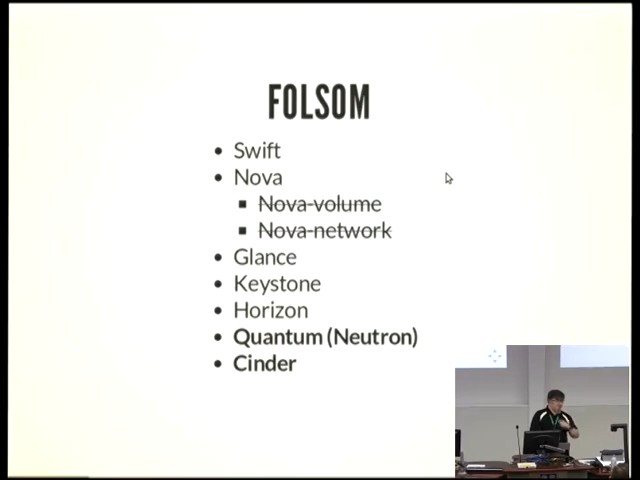 FOLSOM
Swift
Nova
Nova-volume
Nova-network
Glance
Keystone
Horizon
Quantum (Neutron)
Cinder